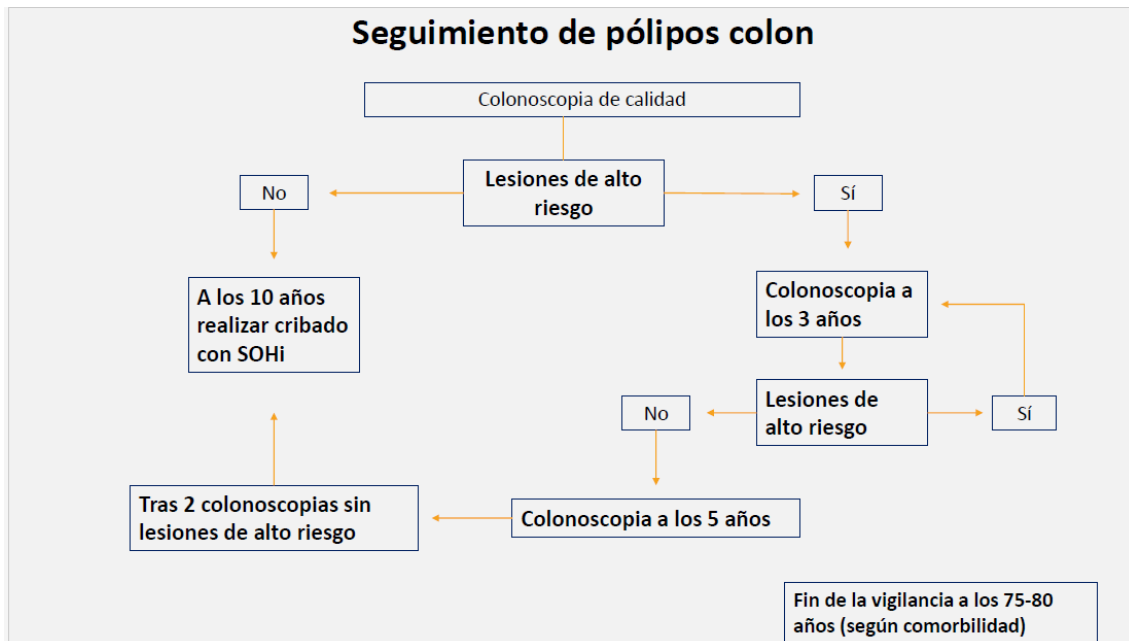 Seguimiento de pólipos colon
Colonoscopia de calidad
No
Lesiones de alto
riesgo
Sí
A los 10 años
realizar cribado
con SOHi
Colonoscopia a
los 3 años
No
Lesiones de
alto riesgo
Sí
Tras 2 colonoscopias sin
lesiones de alto riesgo
Colonoscopia a los 5 años
Fin de la vigilancia a los 75-80
años (según comorbilidad)